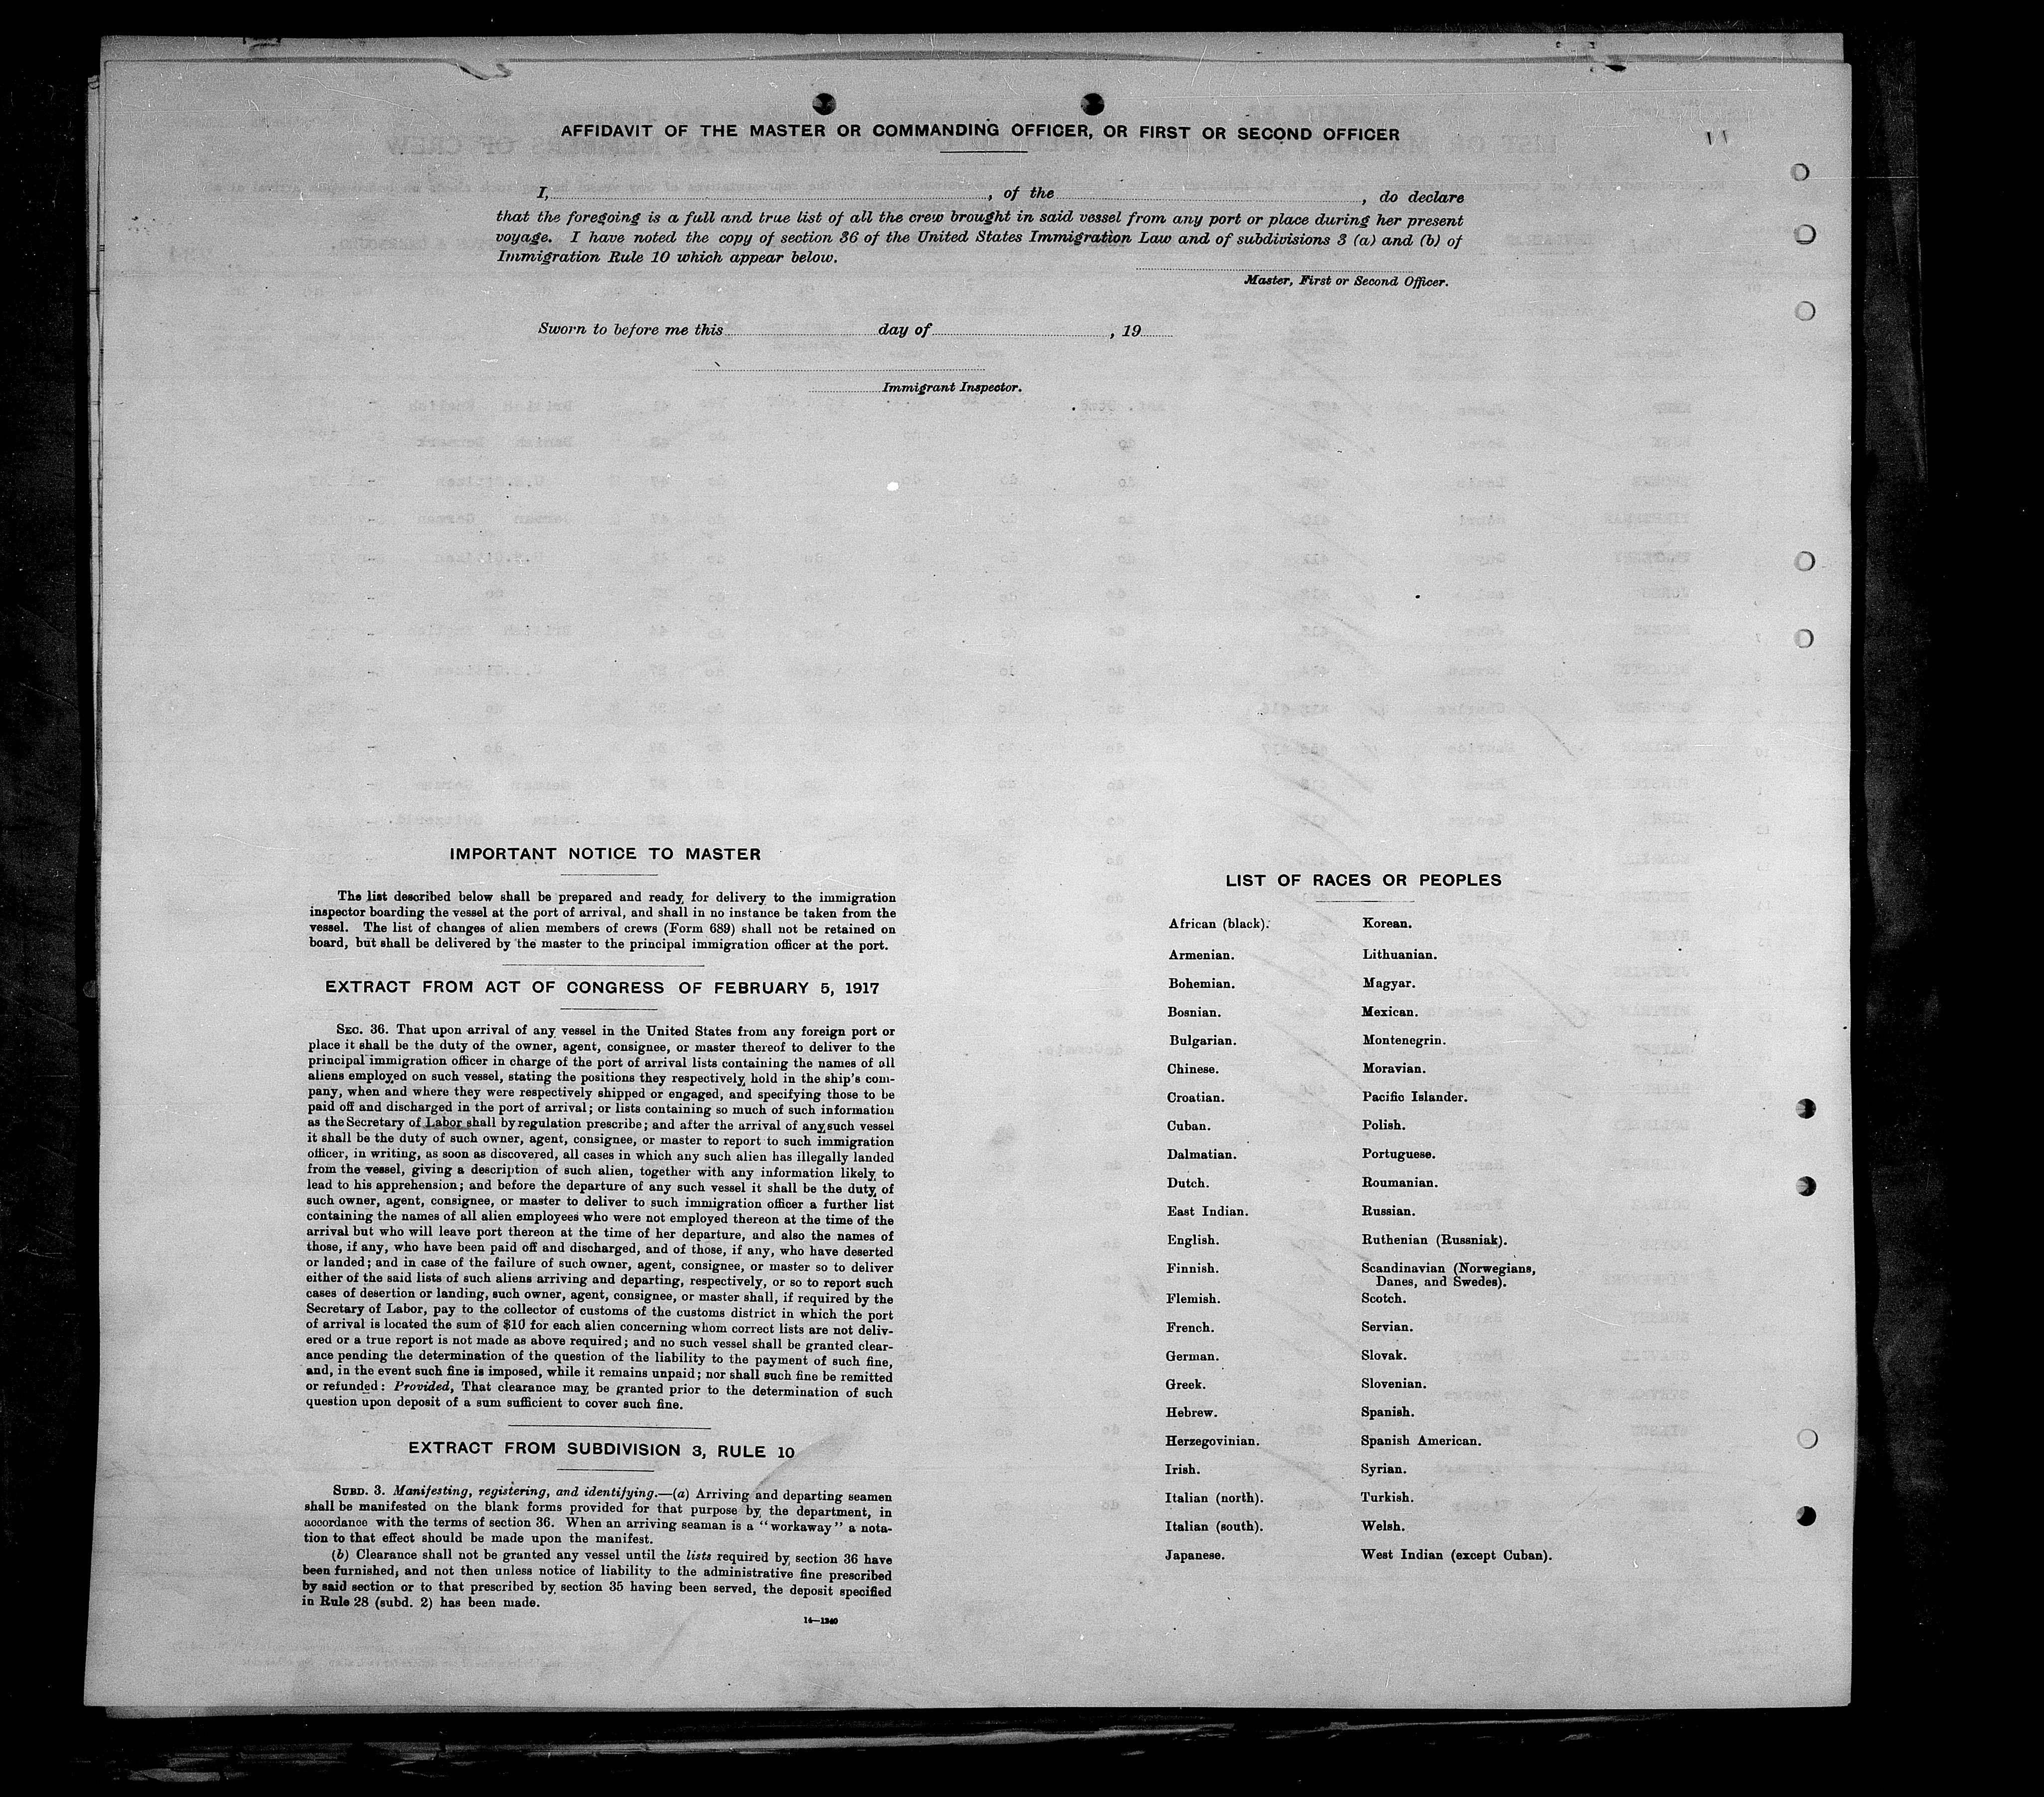 AFFIDAVIT OF THE MASTER OR COMMANDING OFFICER, OR FIRST OR SECOND OFFICER
11
I, , of the , do declare
that the foregoing is a full and true list of all the crew brought in said vessel from any port or place during her present
voyage. I have noted the copy of section 36 of the United States Immigration Law and of subdivisions 3 (a) and (b) of
Immigration Rule 10 which appear below.
Master, First or Second Officer.
Sworn to before me this day of , 19
Immigrant Inspector.
IMPORTANT NOTICE TO MASTER
The list described below shall be prepared and ready for delivery to the immigration
inspector boarding the vessel at the port of arrival, and shall in no instance be taken from the
vessel. The list of changes of alien members of crews (Form 689) shall not be retained on
board, but shall be delivered by the master to the principal immigration officer at the port.
EXTRACT FROM ACT OF CONGRESS OF FEBRUARY 5, 1917
SEC. 36. That upon arrival of any vessel in the United States from any foreign port or
place it shall be the duty of the owner, agent, consignee, or master thereof to deliver to the
principal immigration officer in charge of the port of arrival lists containing the names of all
aliens employed on such vessel, stating the positions they respectively hold in the ship's com-
pany, when and where they were respectively shipped or engaged, and specifying those to be
paid off and discharged in the port of arrival; or lists containing so much of such information
as the Secretary of Labor shall by regulation prescribe; and after the arrival of any such vessel
it shall be the duty of such owner, agent, consignee, or master to report to such immigration
officer, in writing, as soon as discovered, all cases in which any such alien has illegally landed
from the vessel, giving a description of such alien, together with any information likely to
lead to his apprehension; and before the departure of any such vessel it shall be the duty of
such owner, agent, consignee, or master to deliver to such immigration officer a further list
containing the names of all alien employees who were not employed thereon at the time of the
arrival but who will leave port thereon at the time of her departure, and also the names of
those, if any, who have been paid off and discharged, and of those, if any, who have deserted
or landed; and in case of the failure of such owner, agent, consignee, or master so to deliver
either of the said lists of such aliens arriving and departing, respectively, or so to report such
cases of desertion or landing, such owner, agent, consignee, or master shall, if required by the
Secretary of Labor, pay to the collector of customs of the customs district in which the port
of arrival is located the sum of $10 for each alien concerning whom correct lists are not deliv-
ered or a true report is not made as above required; and no such vessel shall be granted clear-
ance pending the determination of the question of the liability to the payment of such fine,
and, in the event such fine is imposed, while it remains unpaid; nor shall such fine be remitted
or refunded: Provided, That clearance may be granted prior to the determination of such
question upon deposit of a sum sufficient to cover such fine.
EXTRACT FROM SUBDIVISION 3, RULE 10
SUBD. 3. Manifesting, registering, and identifying.—(a) Arriving and departing seamen
shall be manifested on the blank forms provided for that purpose by the department, in
accordance with the terms of section 36. When an arriving seaman is a "workaway" a nota-
tion to that effect should be made upon the manifest.
(b) Clearance shall not be granted any vessel until the lists required by section 36 have
been furnished, and not then unless notice of liability to the administrative fine prescribed
by said section or to that prescribed by section 35 having been served, the deposit specified
in Rule 28 (subd. 2) has been made.
14—1240
LIST OF RACES OR PEOPLES
African (black).
Armenian.
Bohemian.
Bosnian.
Bulgarian.
Chinese.
Croatian.
Cuban.
Dalmatian.
Dutch.
East Indian.
English.
Finnish.
Flemish.
French.
German.
Greek.
Hebrew.
Herzegovinian.
Irish.
Italian (north).
Italian (south).
Japanese.
Korean.
Lithuanian.
Magyar.
Mexican.
Montenegrin.
Moravian.
Pacific Islander.
Polish.
Portuguese.
Roumanian.
Russian.
Ruthenian (Russniak).
Scandinavian (Norwegians,
Danes, and Swedes).
Scotch.
Servian.
Slovak.
Slovenian.
Spanish.
Spanish American.
Syrian.
Turkish.
Welsh.
West Indian (except Cuban).